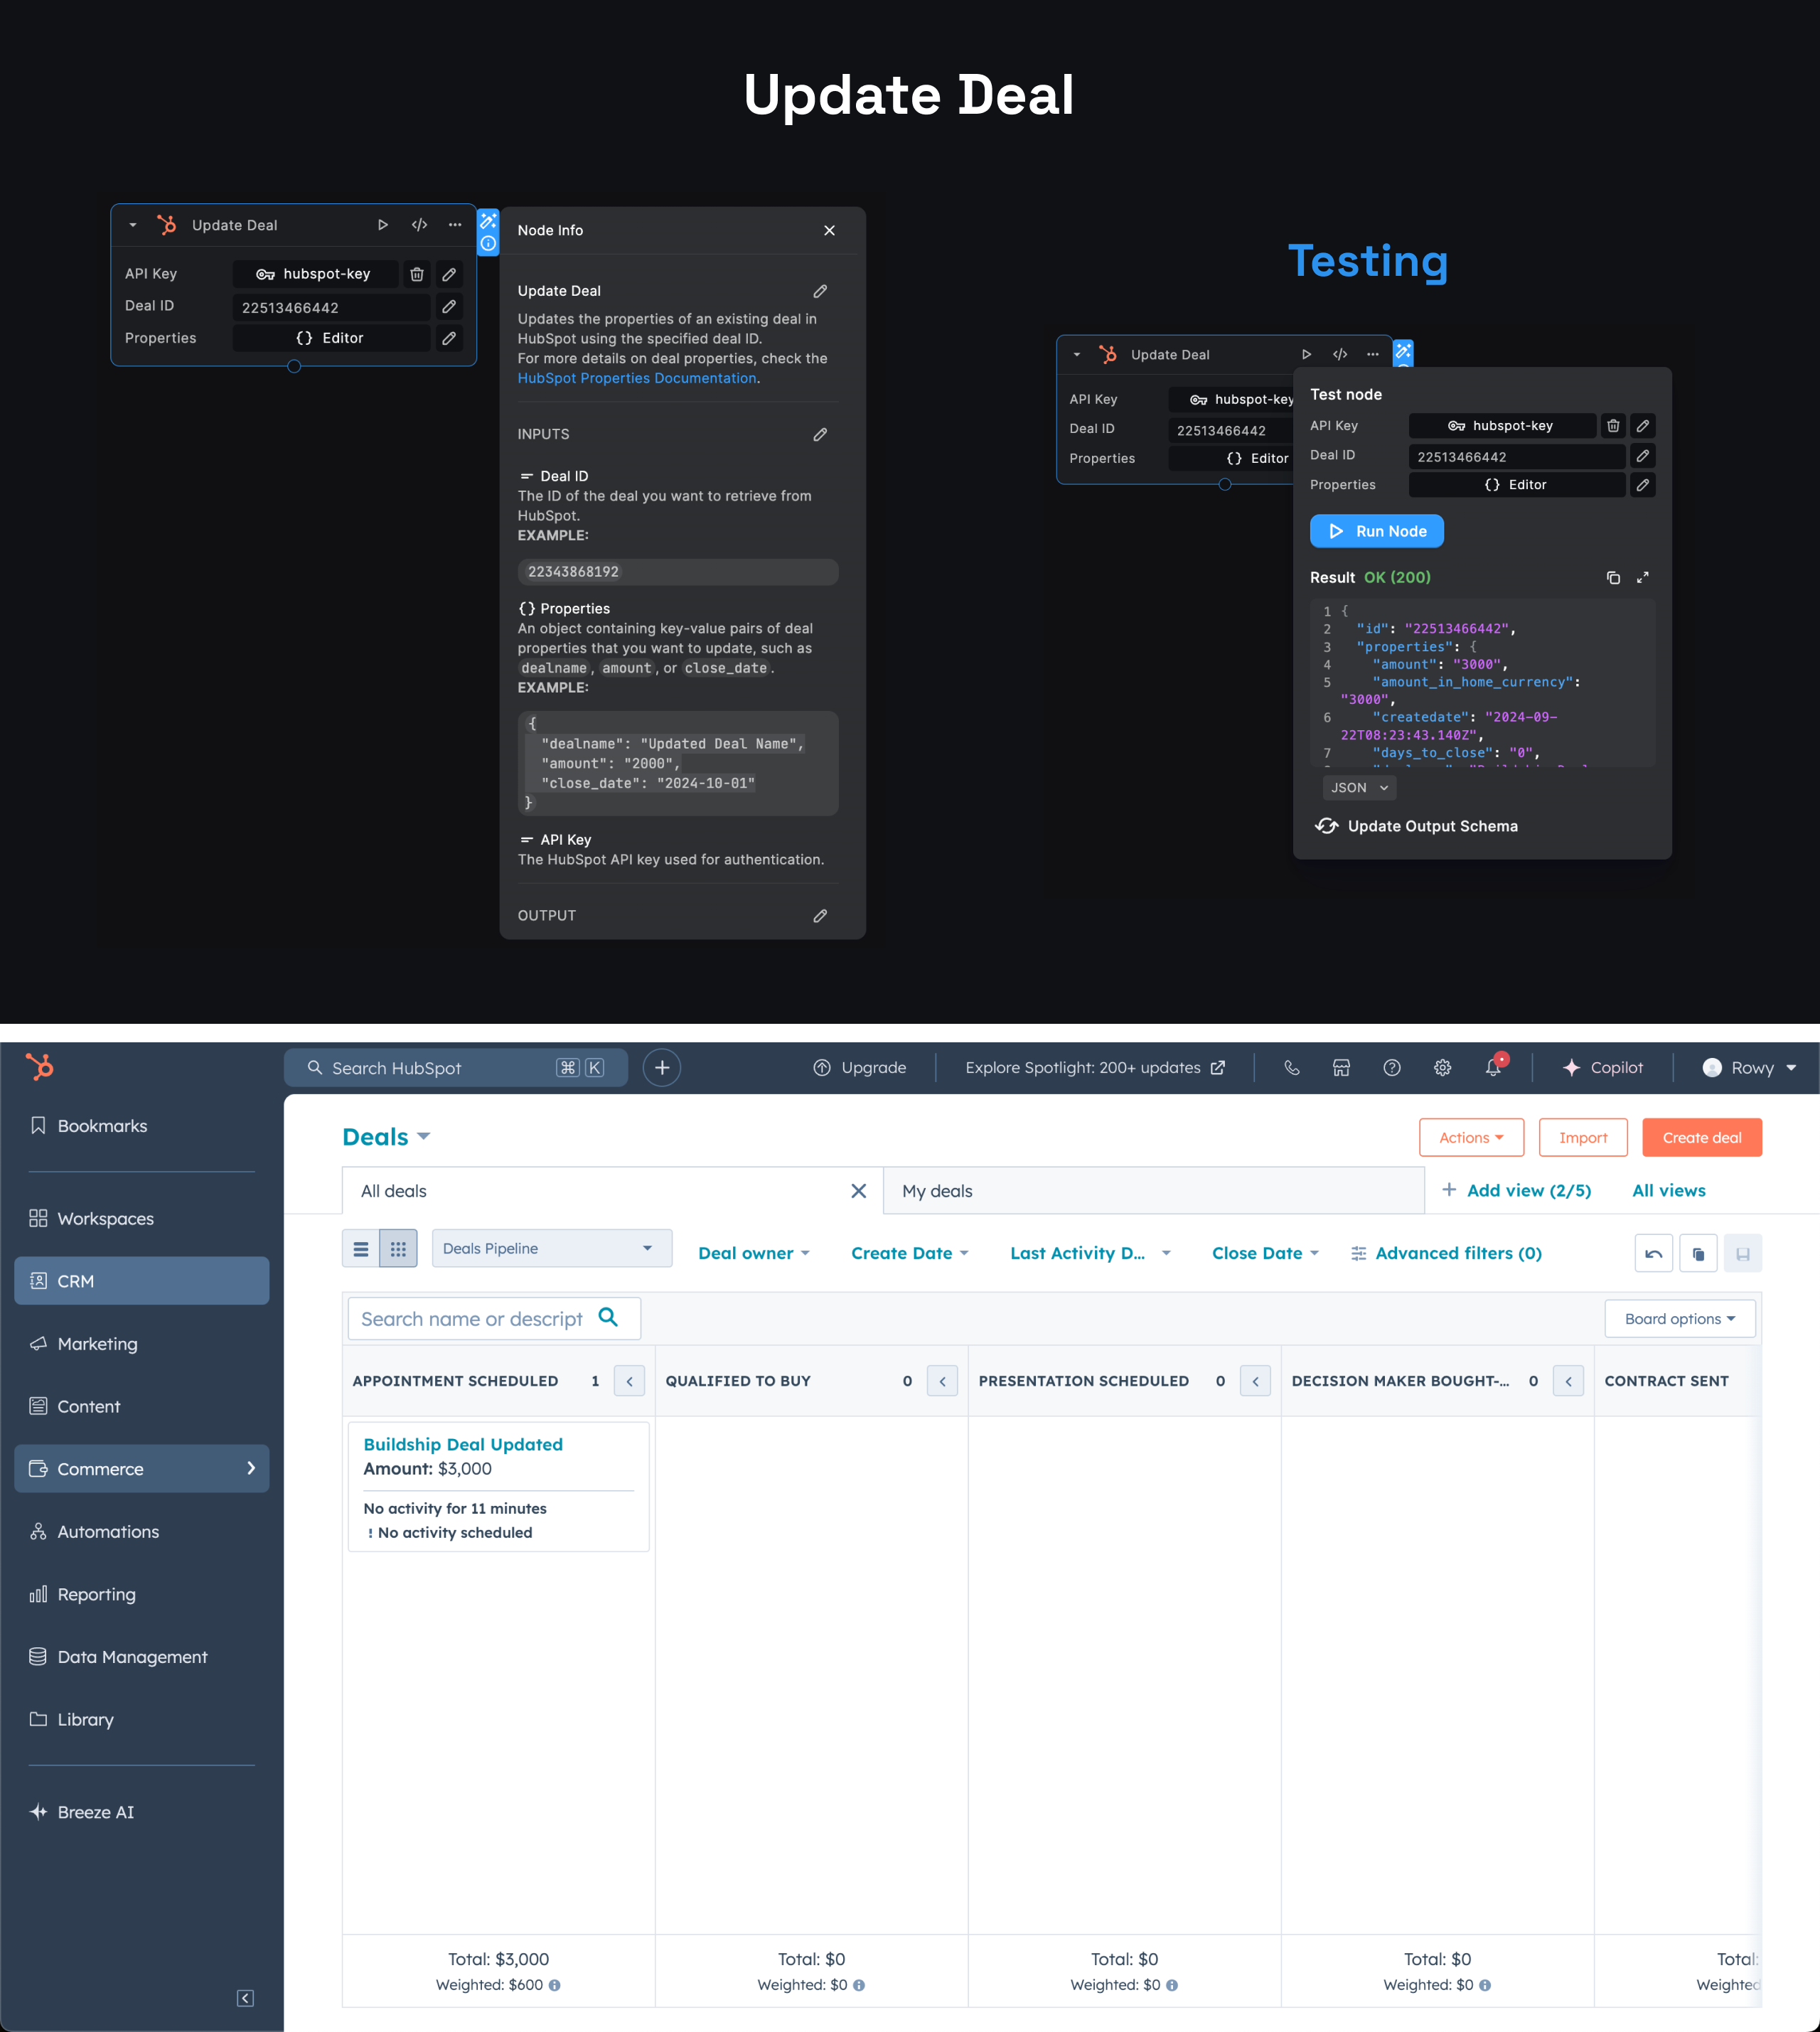 Update Deal
Update Deal
API Key
hubspot-key
Deal ID
22513466442
Properties
{} Editor
Node Info
Update Deal
Updates the properties of an existing deal in
HubSpot using the specified deal ID.
For more details on deal properties, check the
HubSpot Properties Documentation.
INPUTS
Deal ID
The ID of the deal you want to retrieve from
HubSpot.
EXAMPLE:
22343868192
{} Properties
An object containing key-value pairs of deal
properties that you want to update, such as
dealname, amount, or close_date.
EXAMPLE:
{
"dealname": "Updated Deal Name",
"amount": "2000",
"close_date": "2024-10-01"
}
API Key
The HubSpot API key used for authentication.
OUTPUT
Testing
Update Deal
API Key
hubspot-key
Deal ID
22513466442
Properties
{} Editor
Test node
API Key
hubspot-key
Deal ID
22513466442
Properties
{} Editor
Run Node
Result OK (200)
1 {
2 "id": "22513466442",
3 "properties": {
4 "amount": "3000",
5 "amount_in_home_currency":
"3000",
6 "createdate": "2024-09-
22T08:23:43.140Z",
7 "days_to_close": "0",
JSON
Update Output Schema
Search HubSpot
⌘ K
Upgrade
Explore Spotlight: 200+ updates
Copilot
Rowy
Bookmarks
Workspaces
CRM
Marketing
Content
Commerce
Automations
Reporting
Data Management
Library
Breeze AI
Deals
Actions
Import
Create deal
All deals
My deals
+ Add view (2/5)
All views
Deals Pipeline
Deal owner
Create Date
Last Activity D...
Close Date
Advanced filters (0)
Search name or descript
Board options
APPOINTMENT SCHEDULED 1
QUALIFIED TO BUY 0
PRESENTATION SCHEDULED 0
DECISION MAKER BOUGHT-... 0
CONTRACT SENT
Buildship Deal Updated
Amount: $3,000
No activity for 11 minutes
! No activity scheduled
Total: $3,000
Weighted: $600
Total: $0
Weighted: $0
Total: $0
Weighted: $0
Total: $0
Weighted: $0
Total:
Weighted